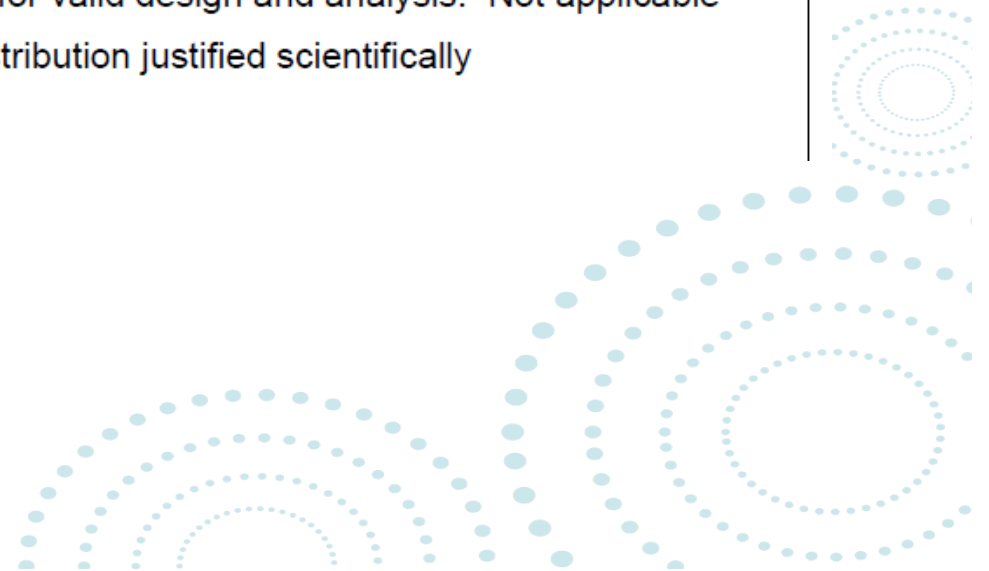 for valid design and analysis. Not applicable
tribution justified scientifically